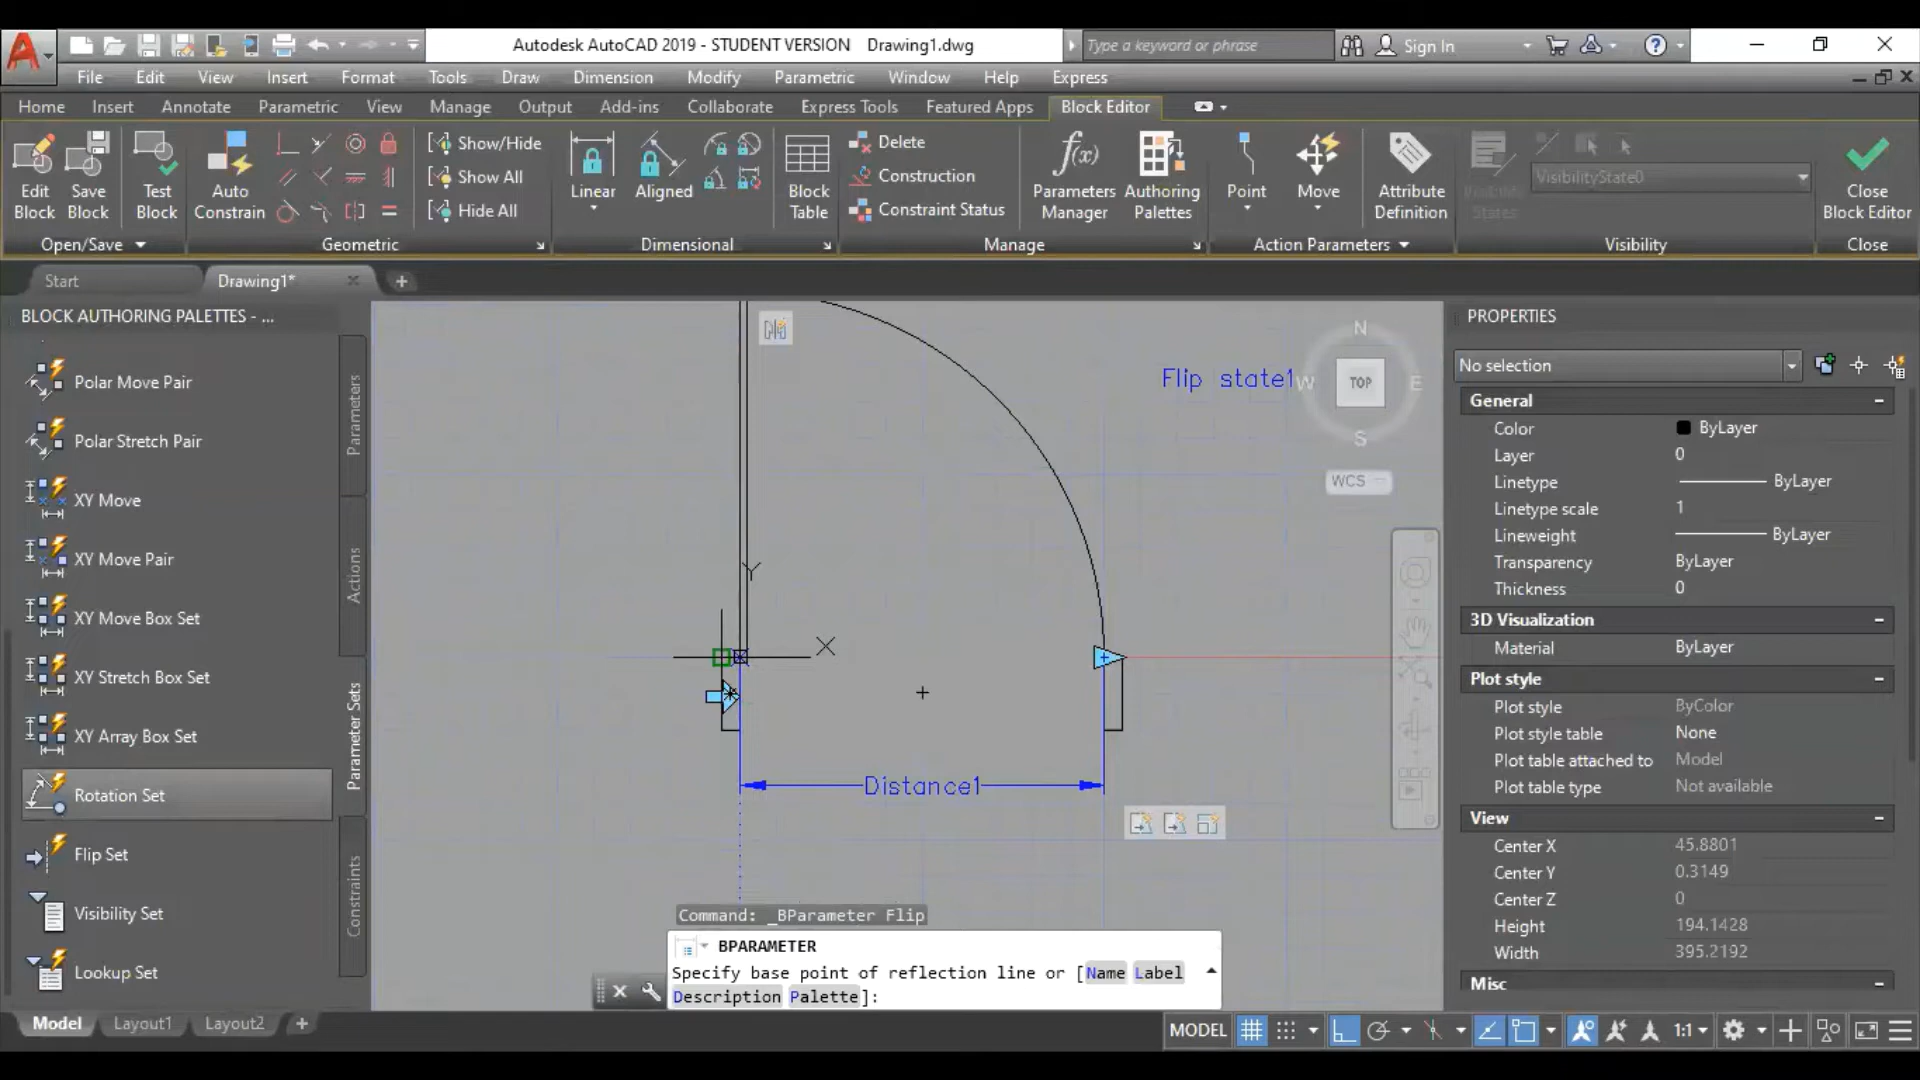 Autodesk AutoCAD 2019 - STUDENT VERSION    Drawing1.dwg
Type a keyword or phrase
Sign In
File Edit View Insert Format Tools Draw Dimension Modify Parametric Window Help Express
Home Insert Annotate Parametric View Manage Output Add-ins Collaborate Express Tools Featured Apps Block Editor
Edit Block
Save Block
Test Block
Auto Constrain
Show/Hide
Show All
Hide All
Linear
Aligned
Block Table
Delete
Construction
Constraint Status
f(x)
Parameters Manager
Authoring Palettes
Point
Move
Attribute Definition
Visibility States
VisibilityState0
Close Block Editor
Open/Save Geometric Dimensional Manage Action Parameters Visibility Close
Start Drawing1* +
BLOCK AUTHORING PALETTES - ...
Polar Move Pair
Polar Stretch Pair
XY Move
XY Move Pair
XY Move Box Set
XY Stretch Box Set
XY Array Box Set
Rotation Set
Flip Set
Visibility Set
Lookup Set
Parameters
Actions
Parameter Sets
Constraints
Flip state1
N
W TOP E
S
WCS
Y
X
Distance1
Command: _BParameter Flip
BPARAMETER
Specify base point of reflection line or [Name Label
Description Palette]:
PROPERTIES
No selection
General
Color ByLayer
Layer 0
Linetype ByLayer
Linetype scale 1
Lineweight ByLayer
Transparency ByLayer
Thickness 0
3D Visualization
Material ByLayer
Plot style
Plot style ByColor
Plot style table None
Plot table attached to Model
Plot table type Not available
View
Center X 45.8801
Center Y 0.3149
Center Z 0
Height 194.1428
Width 395.2192
Misc
Model Layout1 Layout2 +
MODEL
1:1